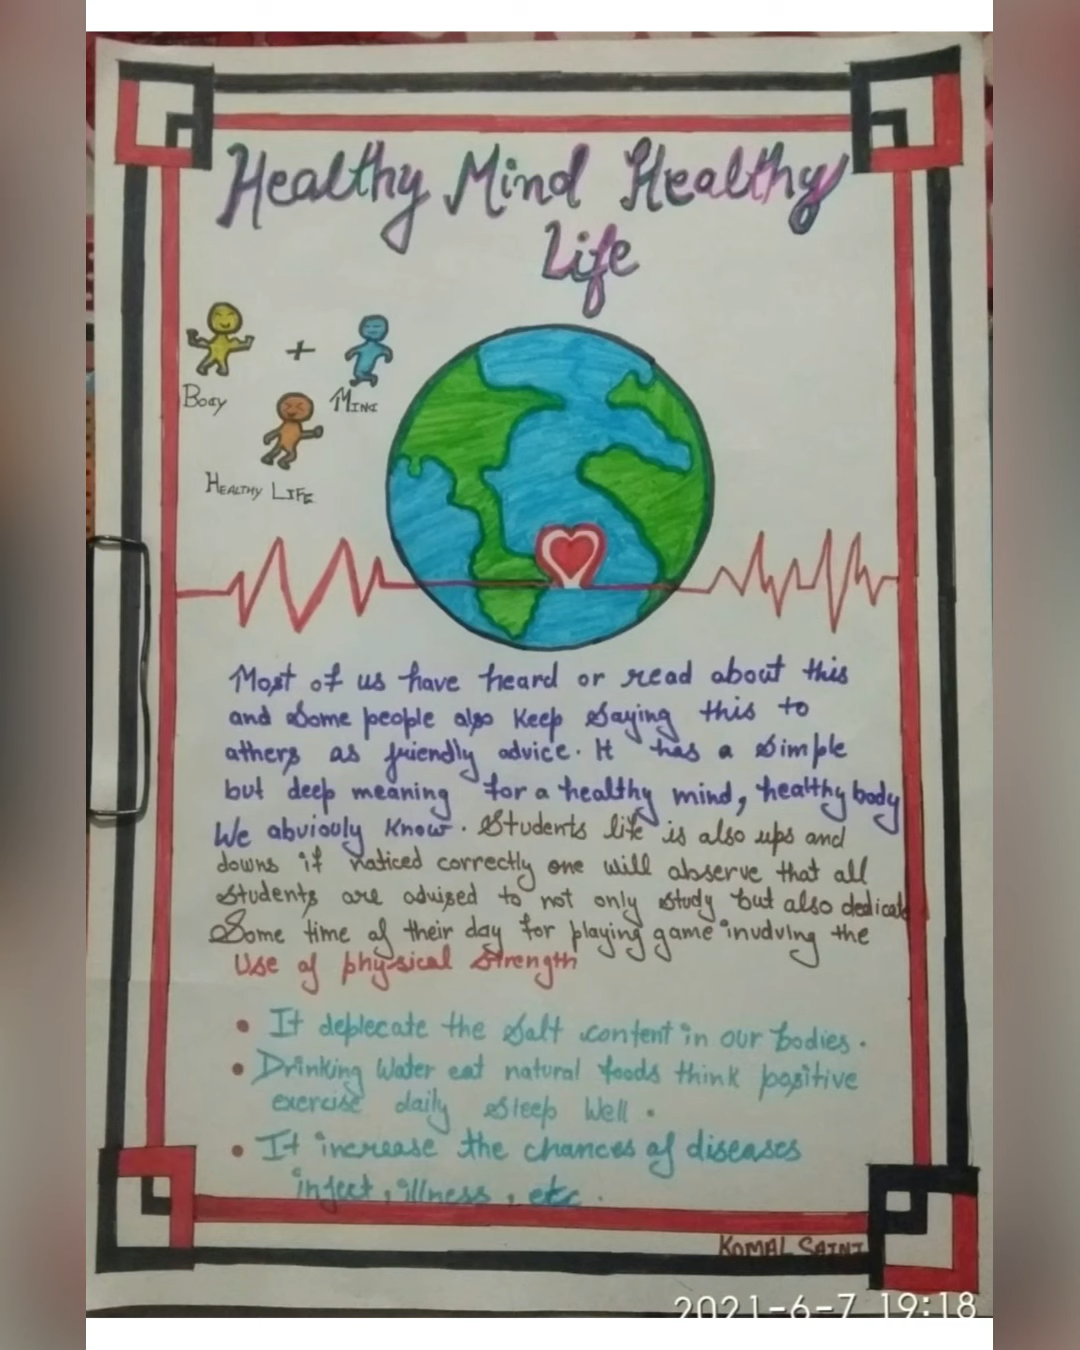 Healthy Mind Healthy
Life
+
Body
Mind
Healthy Life
Most of us have heard or read about this
and some people also keep saying this to
athers as friendly advice. It has a simple
but deep meaning for a healthy mind, healthy body
We abviouly know. Students life is also ups and
downs if naticed correctly one will absearve that all
students are advised to not only study but also dedicate
Some time of their day for playing game invdvlng the
Use of physical strength
• It deplecate the salt content in our bodies.
• Drinking Water eat natural foods think positive
exercise daily sleep well.
• It increase the chances of diseases
infect, illness, etc.
KOMAL SAINI
2021-6-7 19:18